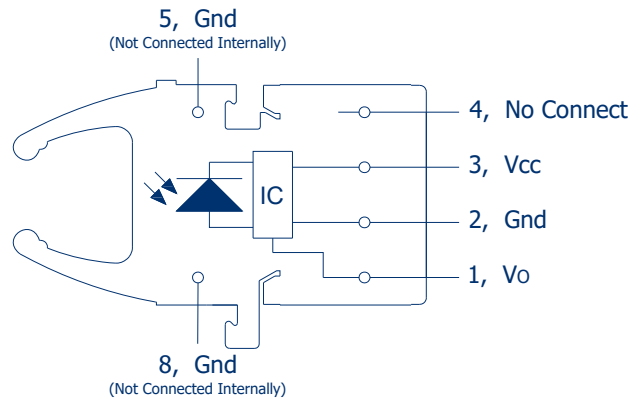 5, Gnd
(Not Connected Internally)
4, No Connect
3, Vcc
IC
2, Gnd
1, Vo
8, Gnd
(Not Connected Internally)